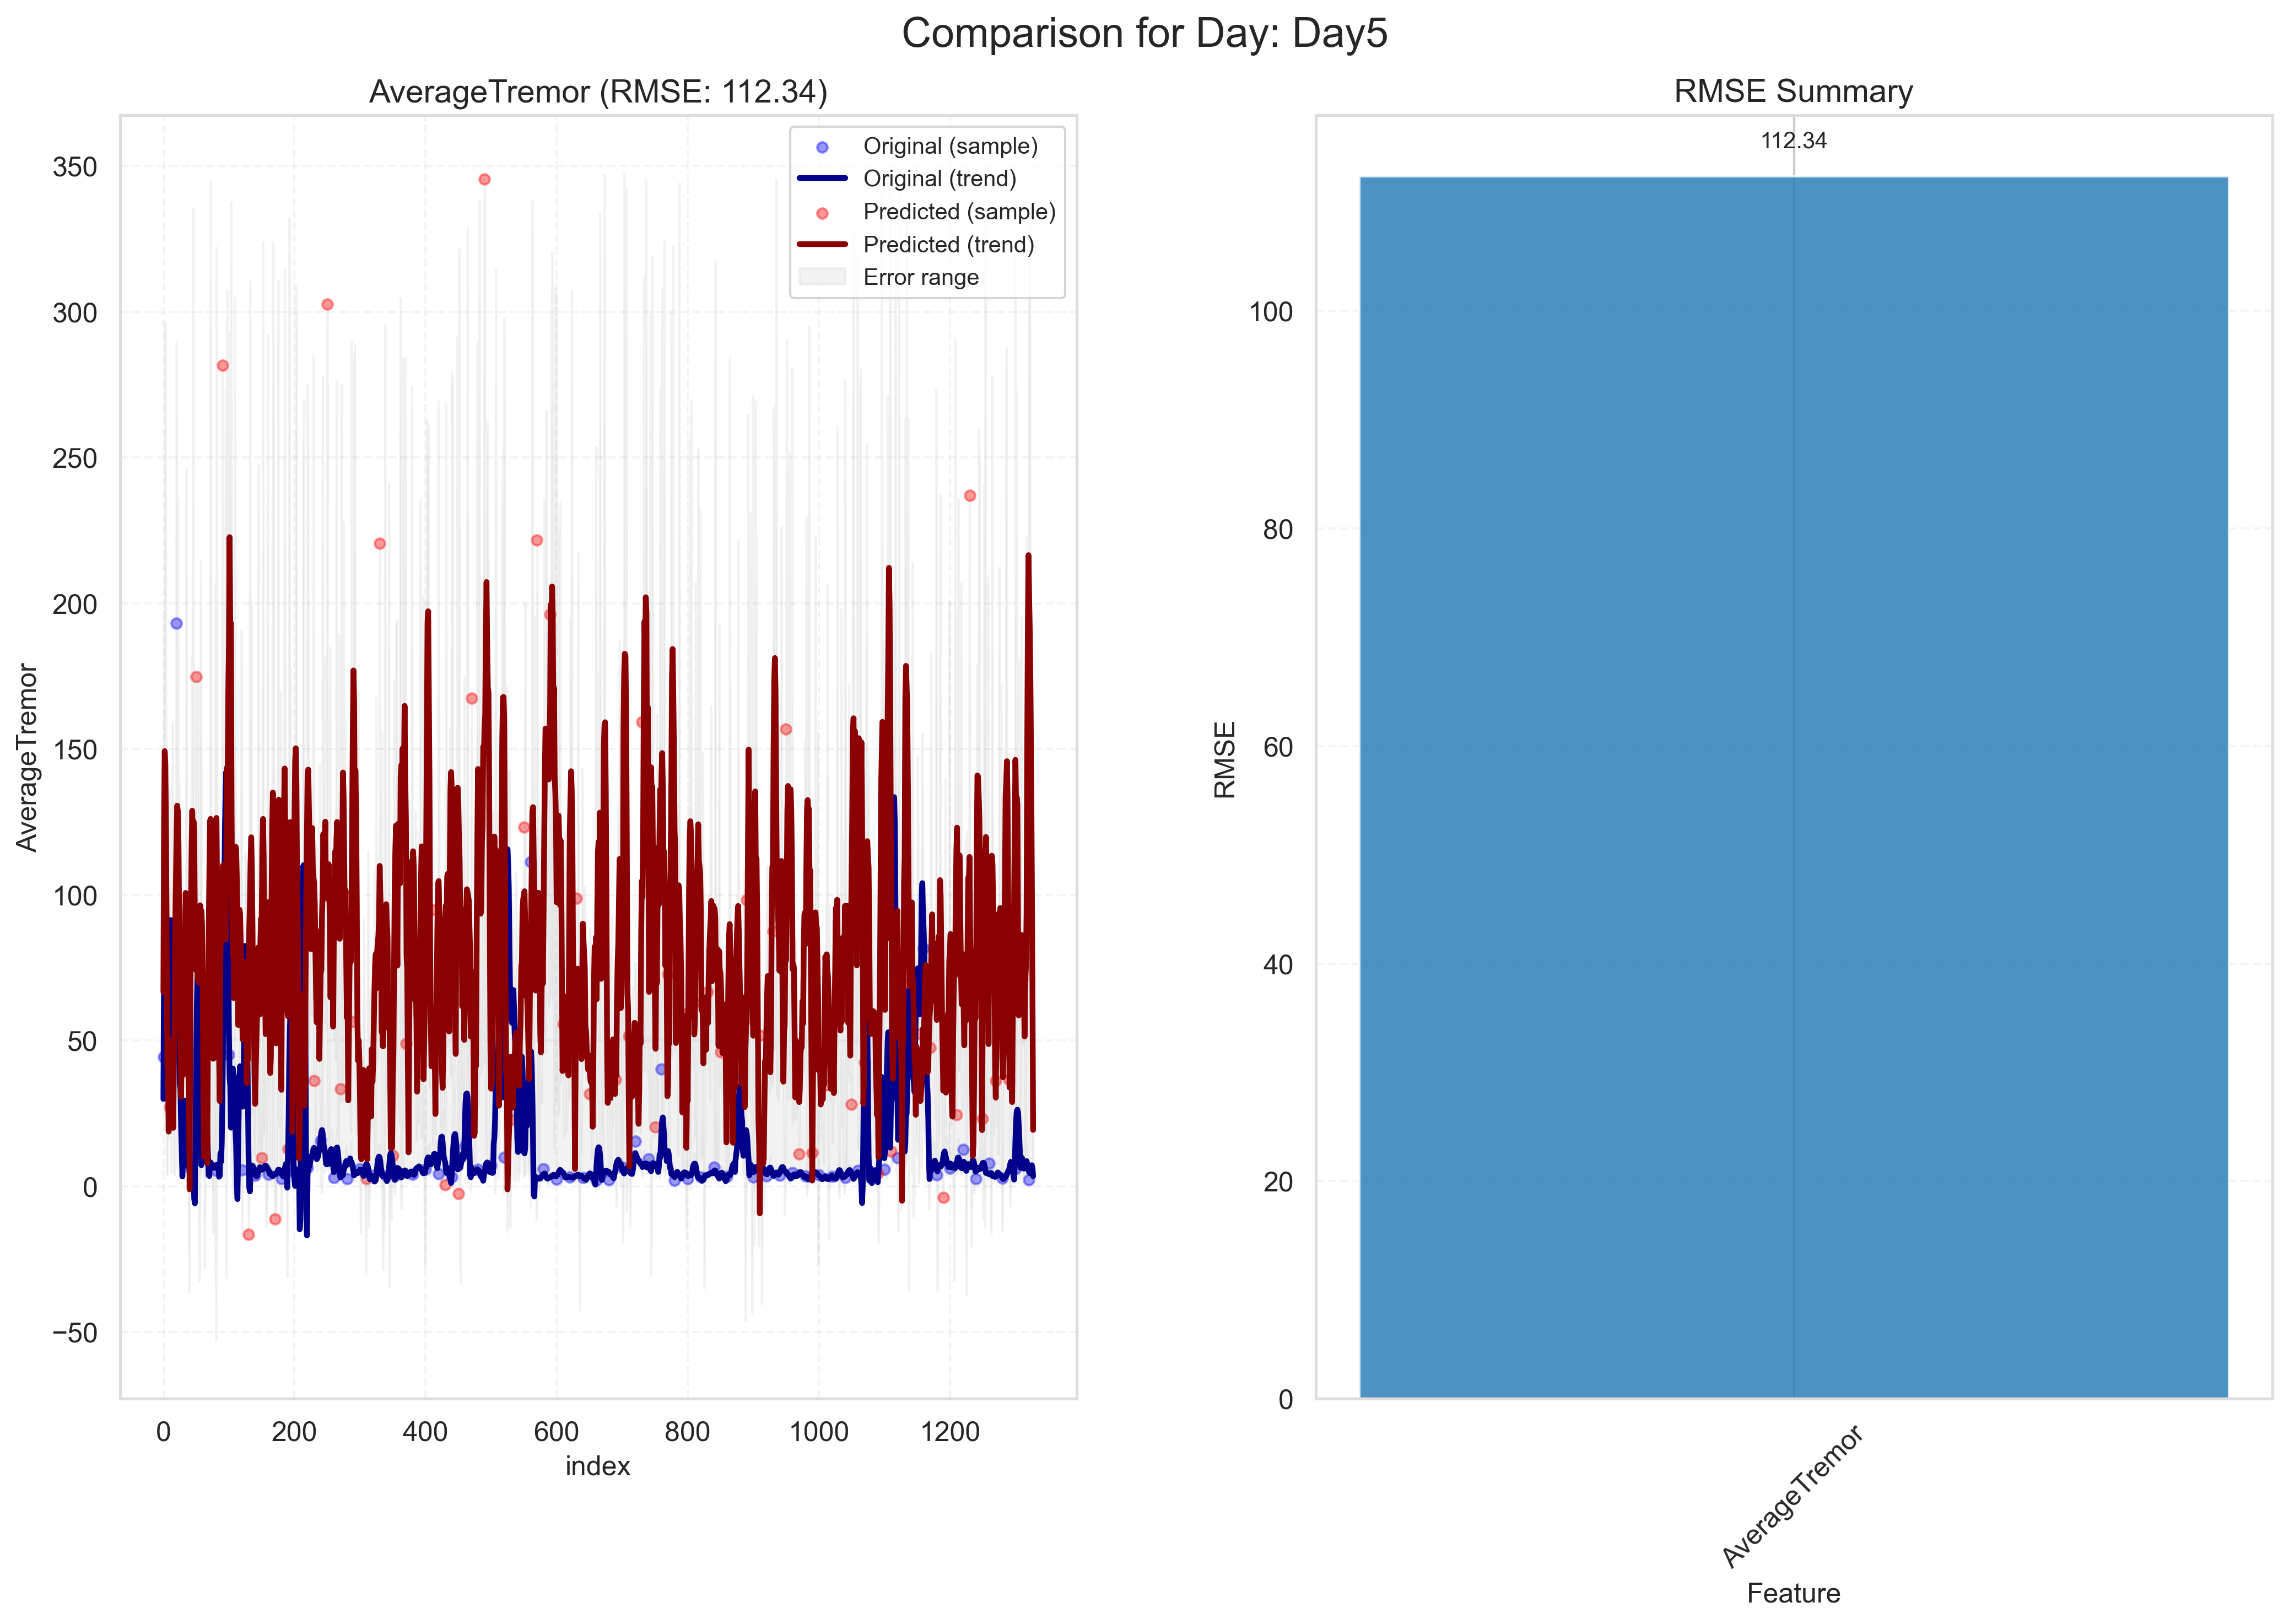 Comparison for Day: Day5
AverageTremor (RMSE: 112.34)
Original (sample)
Original (trend)
Predicted (sample)
Predicted (trend)
Error range
350
300
250
200
150
100
50
0
−50
AverageTremor
0 200 400 600 800 1000 1200
index
RMSE Summary
112.34
100
80
60
40
20
0
RMSE
AverageTremor
Feature